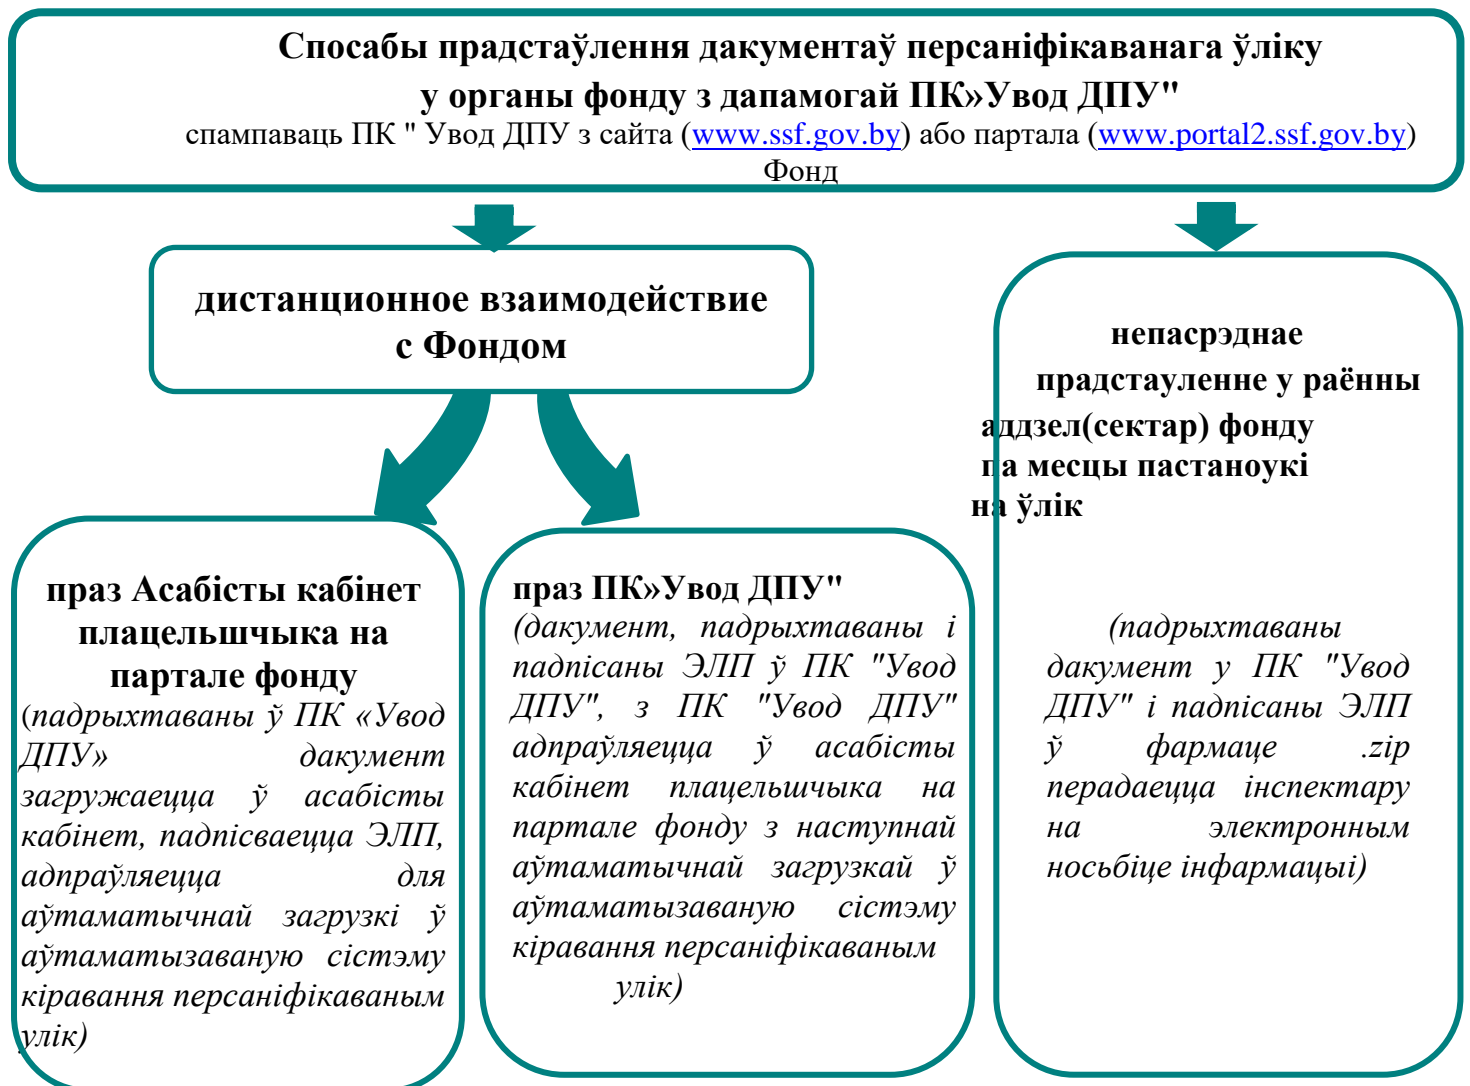 Спосабы прадстаўлення дакументаў персаніфікаванага ўліку
у органы фонду з дапамогай ПК»Увод ДПУ"
спампаваць ПК " Увод ДПУ з сайта (www.ssf.gov.by) або партала (www.portal2.ssf.gov.by)
Фонд
дистанционное взаимодействие
с Фондом
непасрэднае
прадстауленне у раённы
аддзел(сектар) фонду
па месцы пастаноукі
на ўлік
праз Асабісты кабінет
плацельшчыка на
партале фонду
(падрыхтаваны ў ПК «Увод
ДПУ» дакумент
загружаецца ў асабісты
кабінет, падпісваецца ЭЛП,
адпраўляецца для
аўтаматычнай загрузкі ў
аўтаматызаваную сістэму
кіравання персаніфікаваным
улік)
праз ПК»Увод ДПУ"
(дакумент, падрыхтаваны і
падпісаны ЭЛП ў ПК "Увод
ДПУ", з ПК "Увод ДПУ"
адпраўляецца ў асабісты
кабінет плацельшчыка на
партале фонду з наступнай
аўтаматычнай загрузкай ў
аўтаматызаваную сістэму
кіравання персаніфікаваным
улік)
(падрыхтаваны
дакумент у ПК "Увод
ДПУ" і падпісаны ЭЛП
ў фармаце .zip
перадаецца інспектару
на электронным
носьбіце інфармацыі)